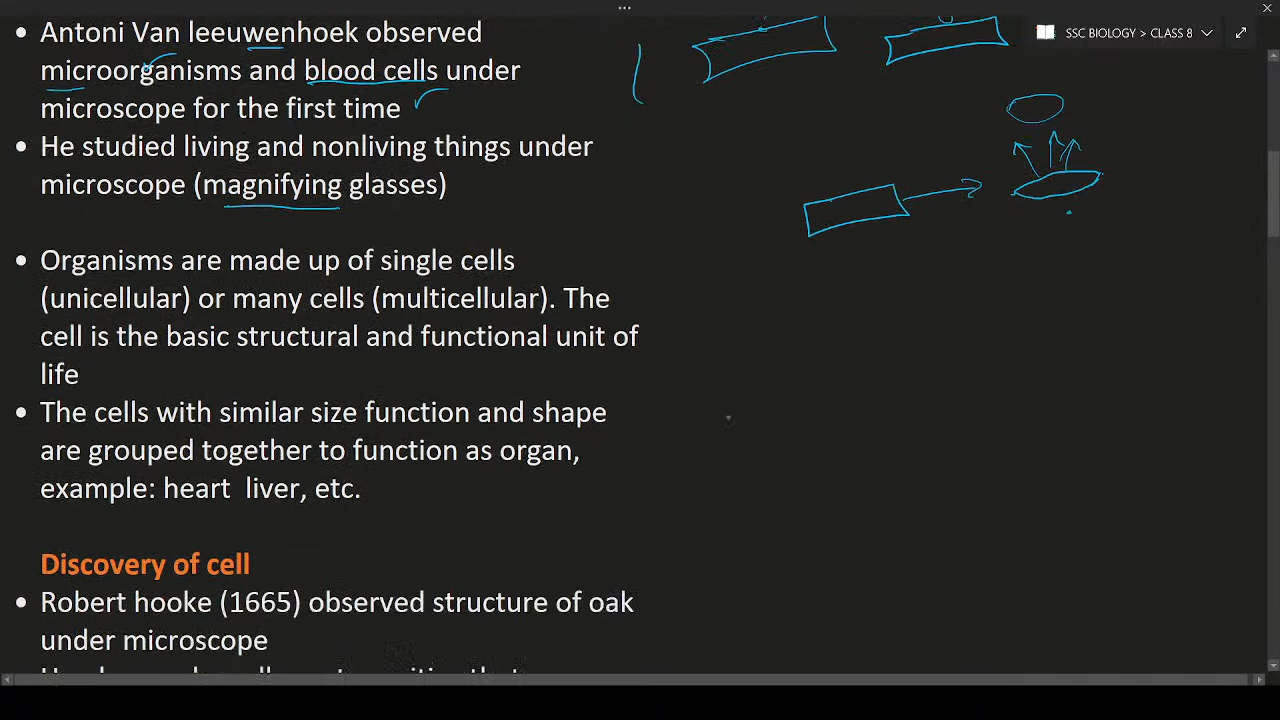 SSC BIOLOGY > CLASS 8
• Antoni Van leeuwenhoek observed
microorganisms and blood cells under
microscope for the first time
• He studied living and nonliving things under
microscope (magnifying glasses)
• Organisms are made up of single cells
(unicellular) or many cells (multicellular). The
cell is the basic structural and functional unit of
life
• The cells with similar size function and shape
are grouped together to function as organ,
example: heart liver, etc.
Discovery of cell
• Robert hooke (1665) observed structure of oak
under microscope